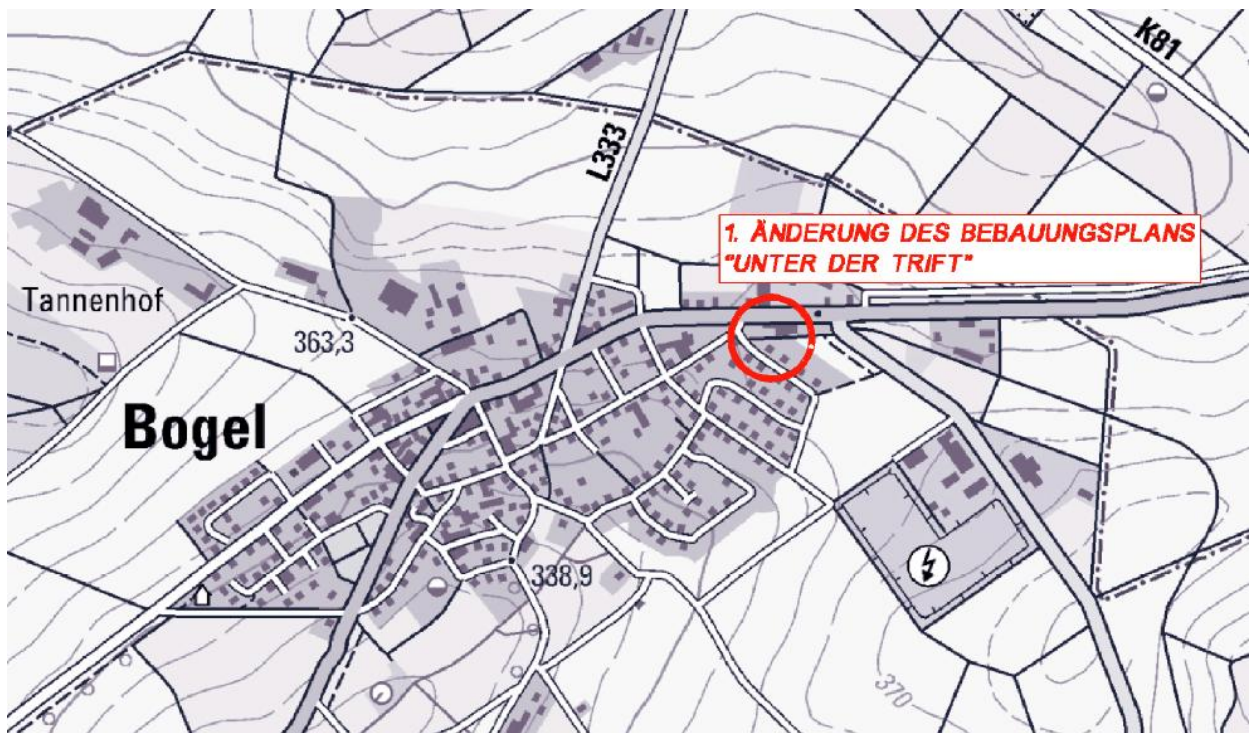 K81
L333
1. ÄNDERUNG DES BEBAUUNGSPLANS
"UNTER DER TRIFT"
Tannenhof
363,3
Bogel
338,9
370